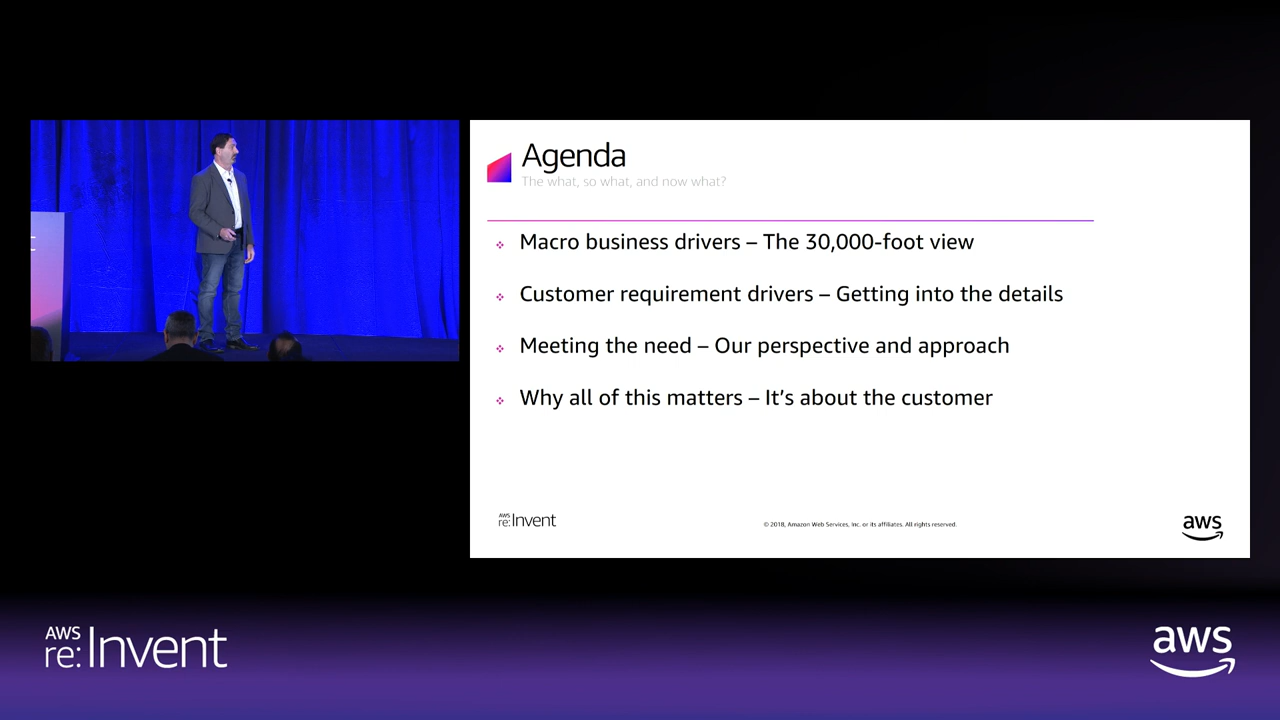 Agenda
The what, so what, and now what?
Macro business drivers – The 30,000-foot view
Customer requirement drivers – Getting into the details
Meeting the need – Our perspective and approach
Why all of this matters – It’s about the customer
AWS
re:Invent
© 2018, Amazon Web Services, Inc. or its affiliates. All rights reserved.
aws
AWS
re:Invent
aws